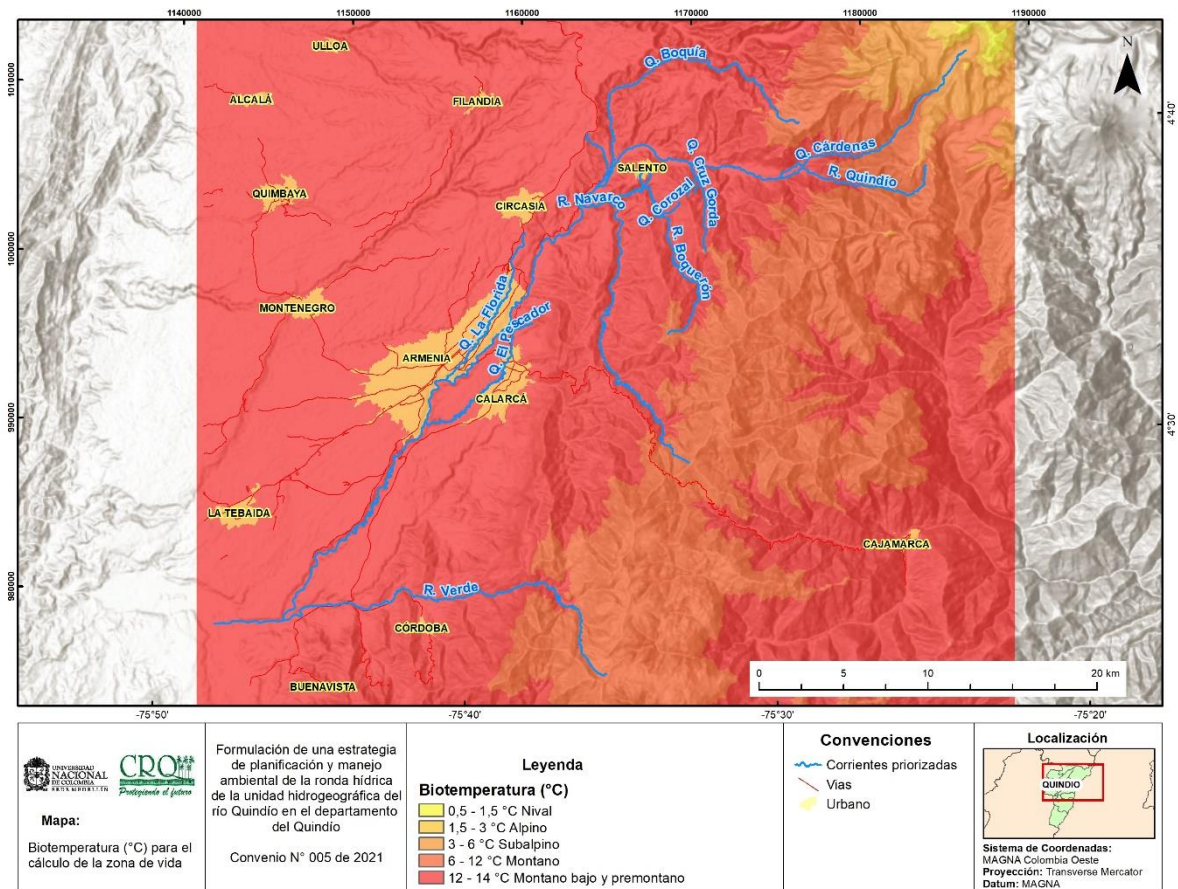 1140000
1150000
1160000
1170000
1180000
1190000
1010000
1000000
990000
980000
4°40'
4°30'
N
ULLOA
ALCALÁ
FILANDIA
QUIMBAYA
CIRCASIA
SALENTO
MONTENEGRO
ARMENIA
CALARCÁ
LA TEBAIDA
CAJAMARCA
CÓRDOBA
BUENAVISTA
Q. Boquía
Q. Cárdenas
R. Quindío
Q. Cruz Gorda
Q. Corozal
R. Navarco
R. Boquerón
Q. La Florida
Q. El Pescador
R. Verde
0 5 10 20 km
-75°50'
-75°40'
-75°30'
-75°20'
UNIVERSIDAD
NACIONAL
DE COLOMBIA
SEDE MEDELLÍN
CRQ
Protegiendo el futuro
Mapa:
Biotemperatura (°C) para el
cálculo de la zona de vida
Formulación de una estrategia
de planificación y manejo
ambiental de la ronda hídrica
de la unidad hidrogeográfica del
río Quindío en el departamento
del Quindío
Convenio N° 005 de 2021
Leyenda
Biotemperatura (°C)
0,5 - 1,5 °C Nival
1,5 - 3 °C Alpino
3 - 6 °C Subalpino
6 - 12 °C Montano
12 - 14 °C Montano bajo y premontano
Convenciones
Corrientes priorizadas
Vias
Urbano
Localización
QUINDIO
Sistema de Coordenadas:
MAGNA Colombia Oeste
Proyección: Transverse Mercator
Datum: MAGNA